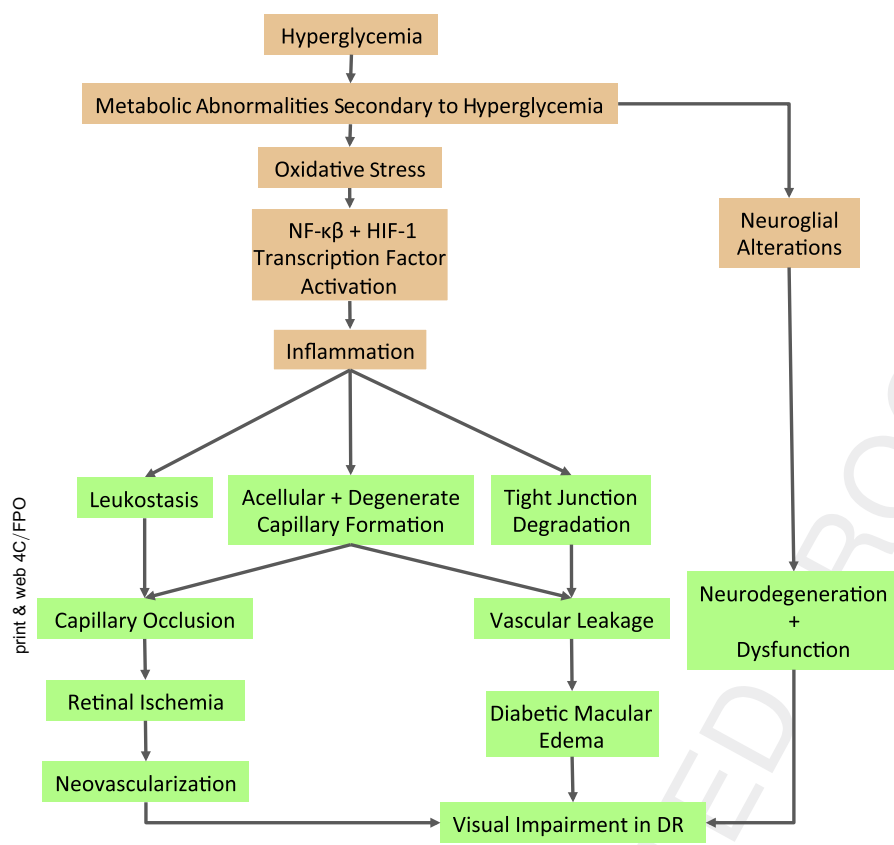 Hyperglycemia
Metabolic Abnormalities Secondary to Hyperglycemia
Oxidative Stress
NF-κβ + HIF-1
Transcription Factor
Activation
Neuroglial
Alterations
Inflammation
Leukostasis
Acellular + Degenerate
Capillary Formation
Tight Junction
Degradation
print & web 4C/FPO
Capillary Occlusion
Vascular Leakage
Neurodegeneration
+
Dysfunction
Retinal Ischemia
Diabetic Macular
Edema
Neovascularization
Visual Impairment in DR